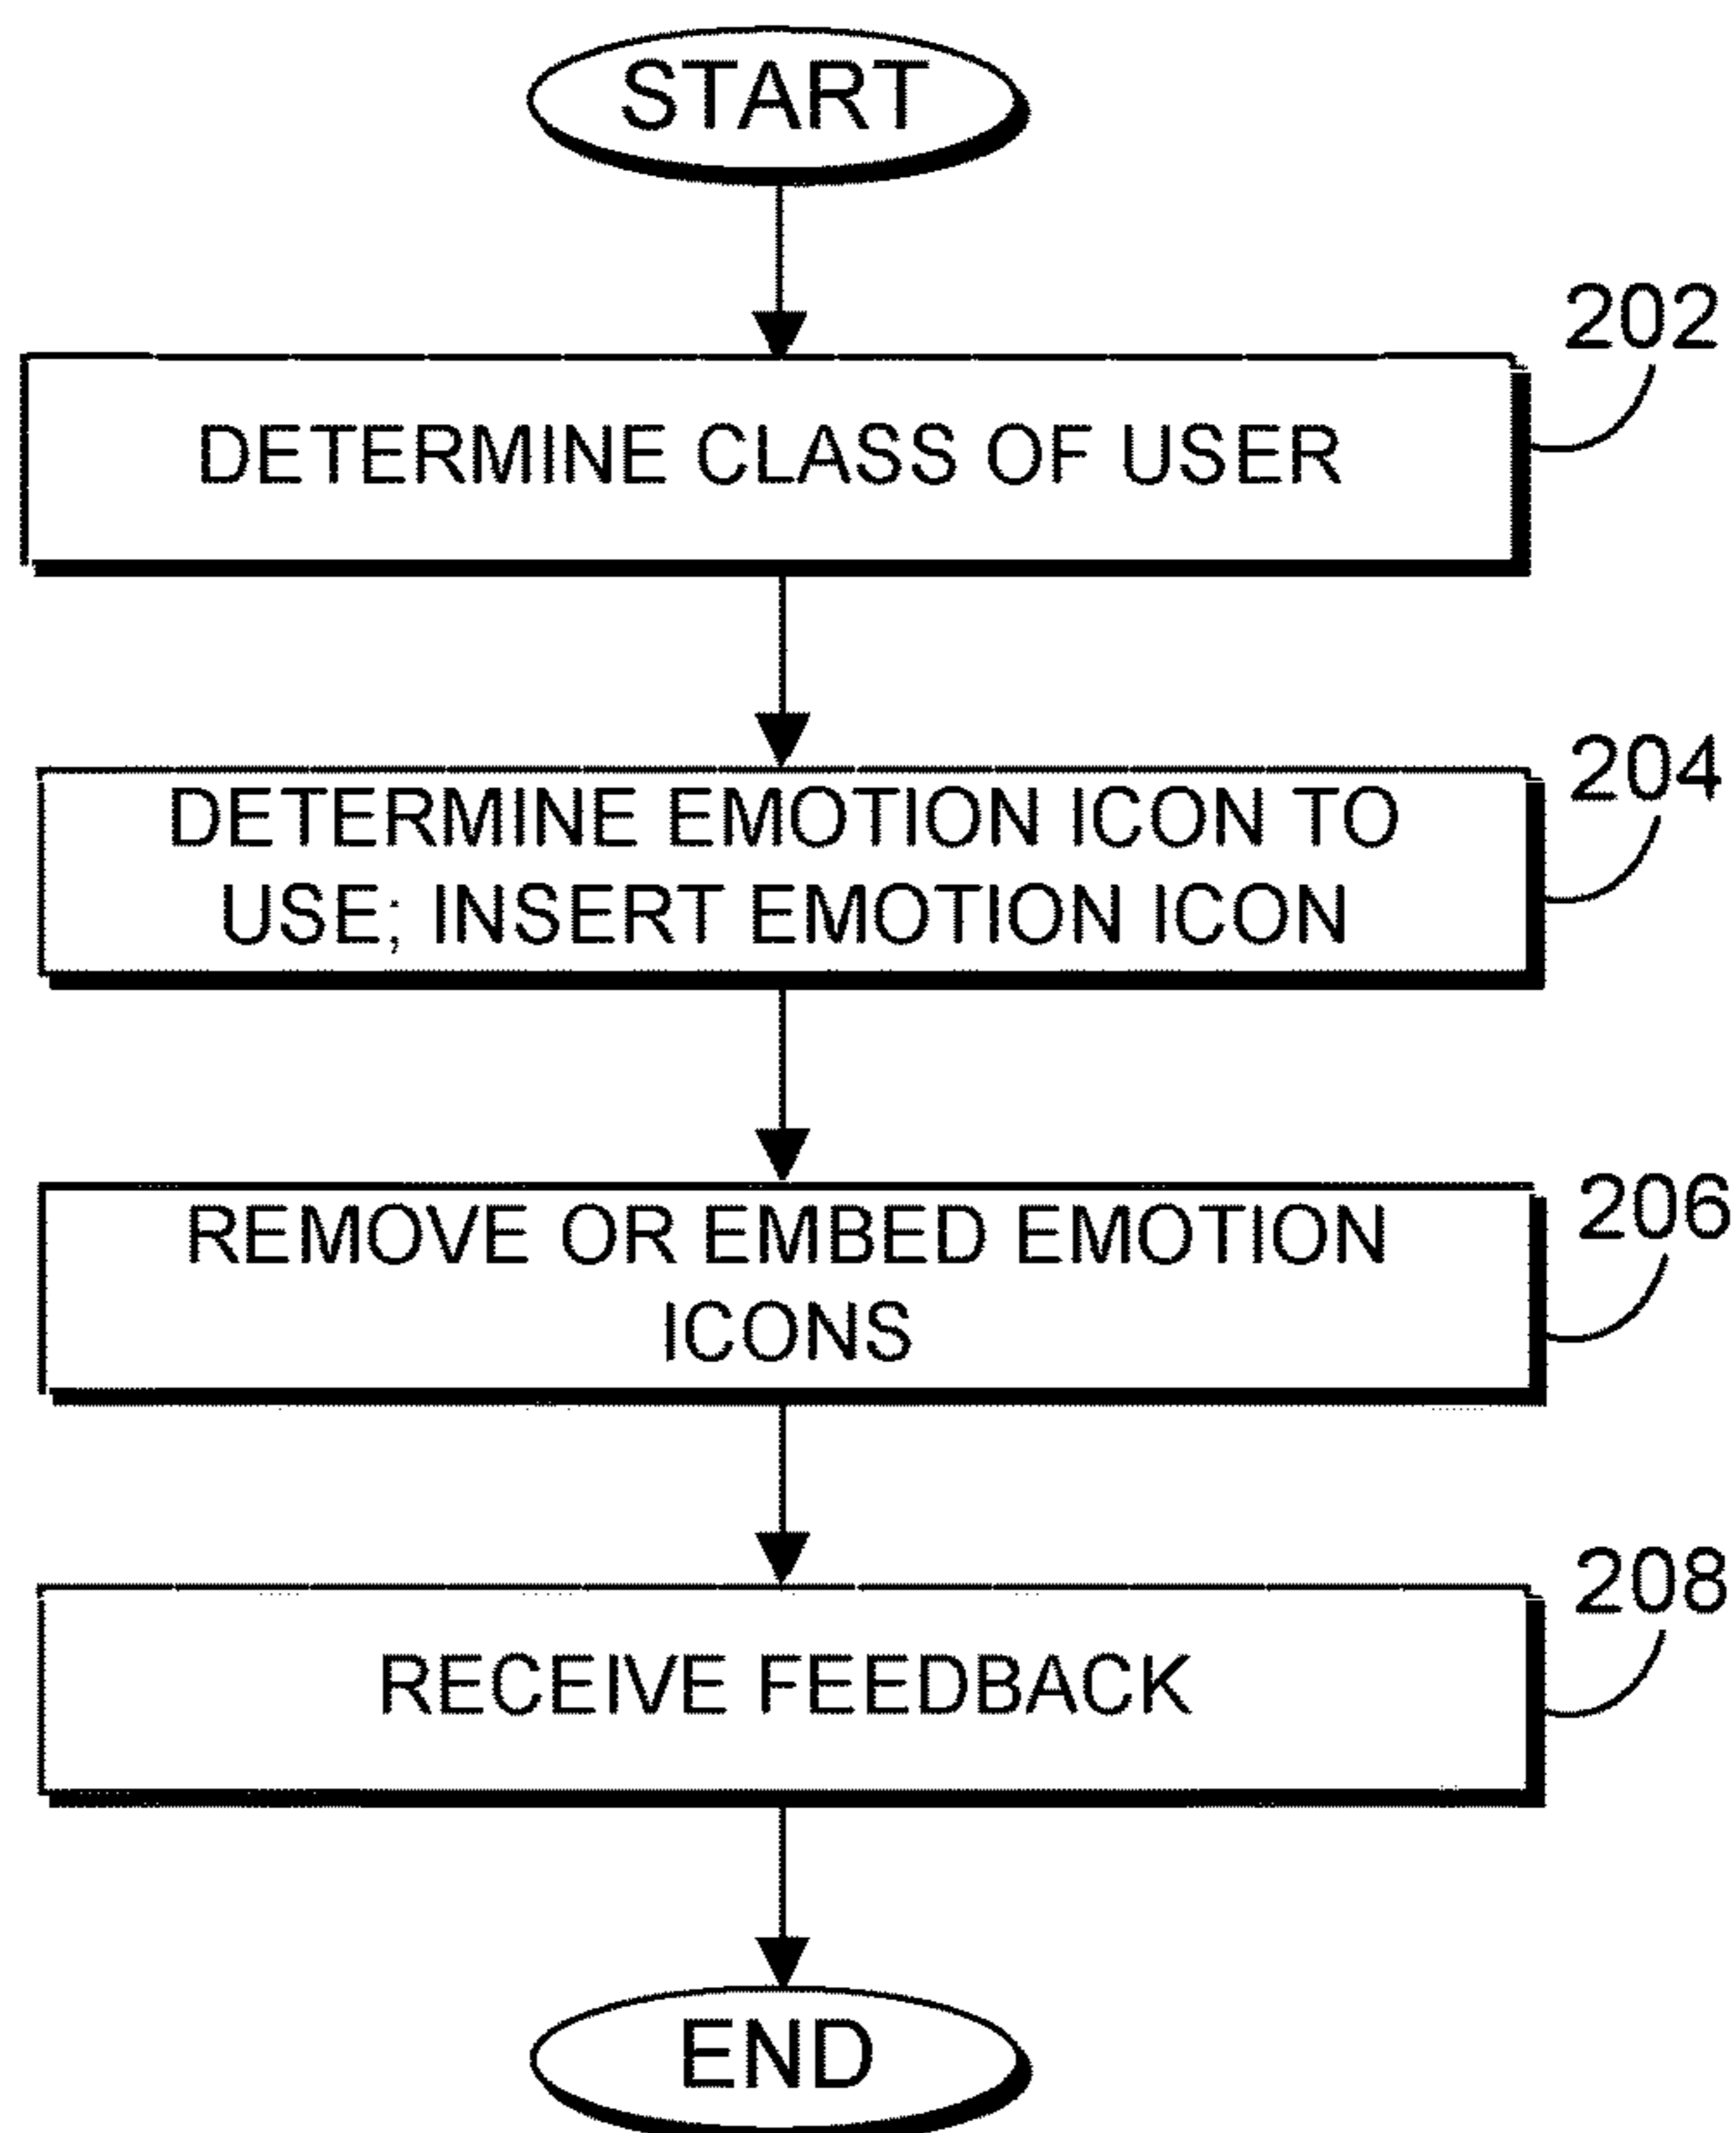 START
202
DETERMINE CLASS OF USER
204
DETERMINE EMOTION ICON TO
USE; INSERT EMOTION ICON
206
REMOVE OR EMBED EMOTION
ICONS
208
RECEIVE FEEDBACK
END